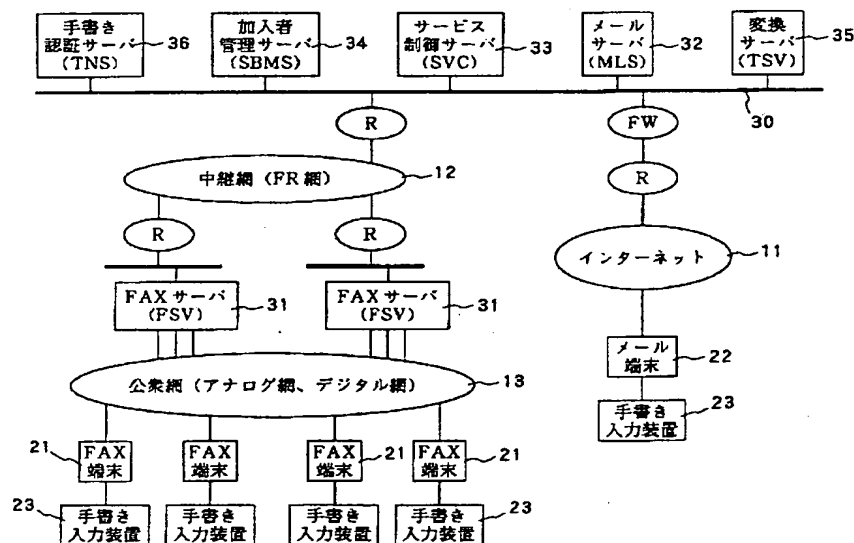 手書き
認証サーバ
(TNS)
36
加入者
管理サーバ
(SBMS)
34
サービス
制御サーバ
(SVC)
33
メール
サーバ
(MLS)
32
変換
サーバ
(TSV)
35
30
R
FW
中継網（FR網）
12
R
R
R
インターネット
11
FAXサーバ
(FSV)
31
FAXサーバ
(FSV)
31
メール
端末
22
公衆網（アナログ網、デジタル網）
13
手書き
入力装置
23
21
FAX
端末
FAX
端末
FAX
端末
21
FAX
端末
21
23
手書き
入力装置
手書き
入力装置
手書き
入力装置
手書き
入力装置
23